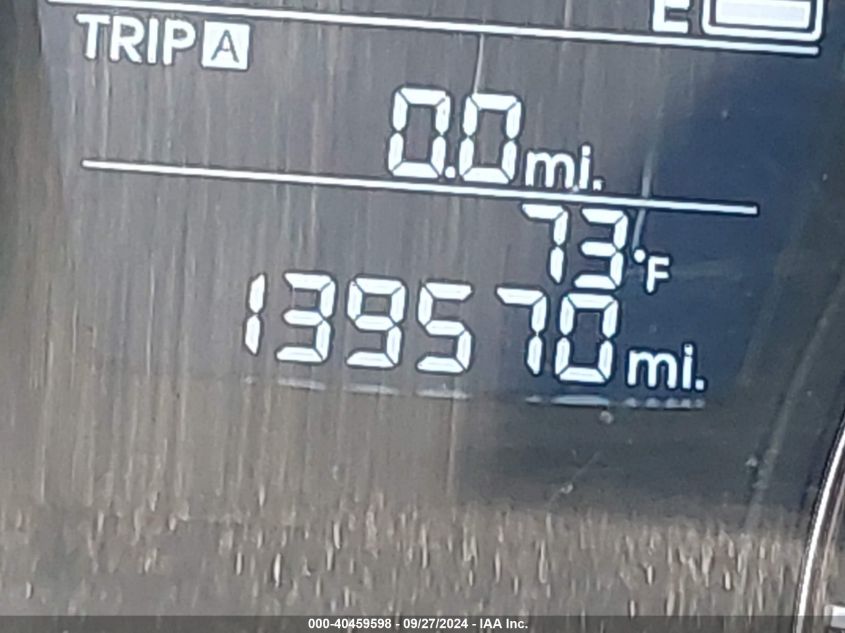 E
TRIP A
0.0 mi.
73°F
139570 mi.
000-40459598 - 09/27/2024 - IAA Inc.